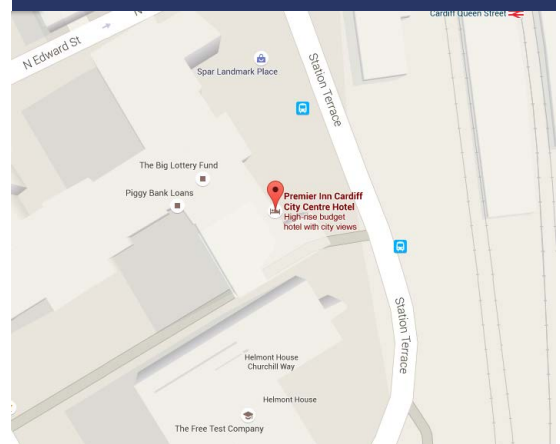 Cardiff Queen Street
N Edward St
N
Spar Landmark Place
Station Terrace
The Big Lottery Fund
Piggy Bank Loans
Premier Inn Cardiff
City Centre Hotel
High-rise budget
hotel with city views
Station Terrace
Helmont House
Churchill Way
Helmont House
The Free Test Company